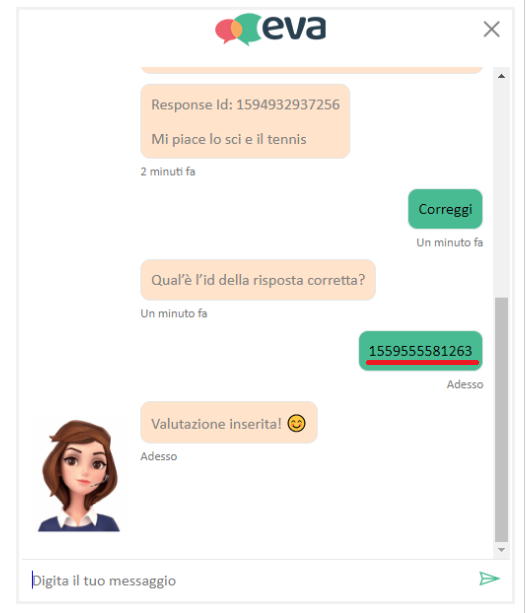 eva
Response Id: 1594932937256
Mi piace lo sci e il tennis
2 minuti fa
Correggi
Un minuto fa
Qual'è l'id della risposta corretta?
Un minuto fa
1559555581263
Adesso
Valutazione inserita! 😊
Adesso
Digita il tuo messaggio